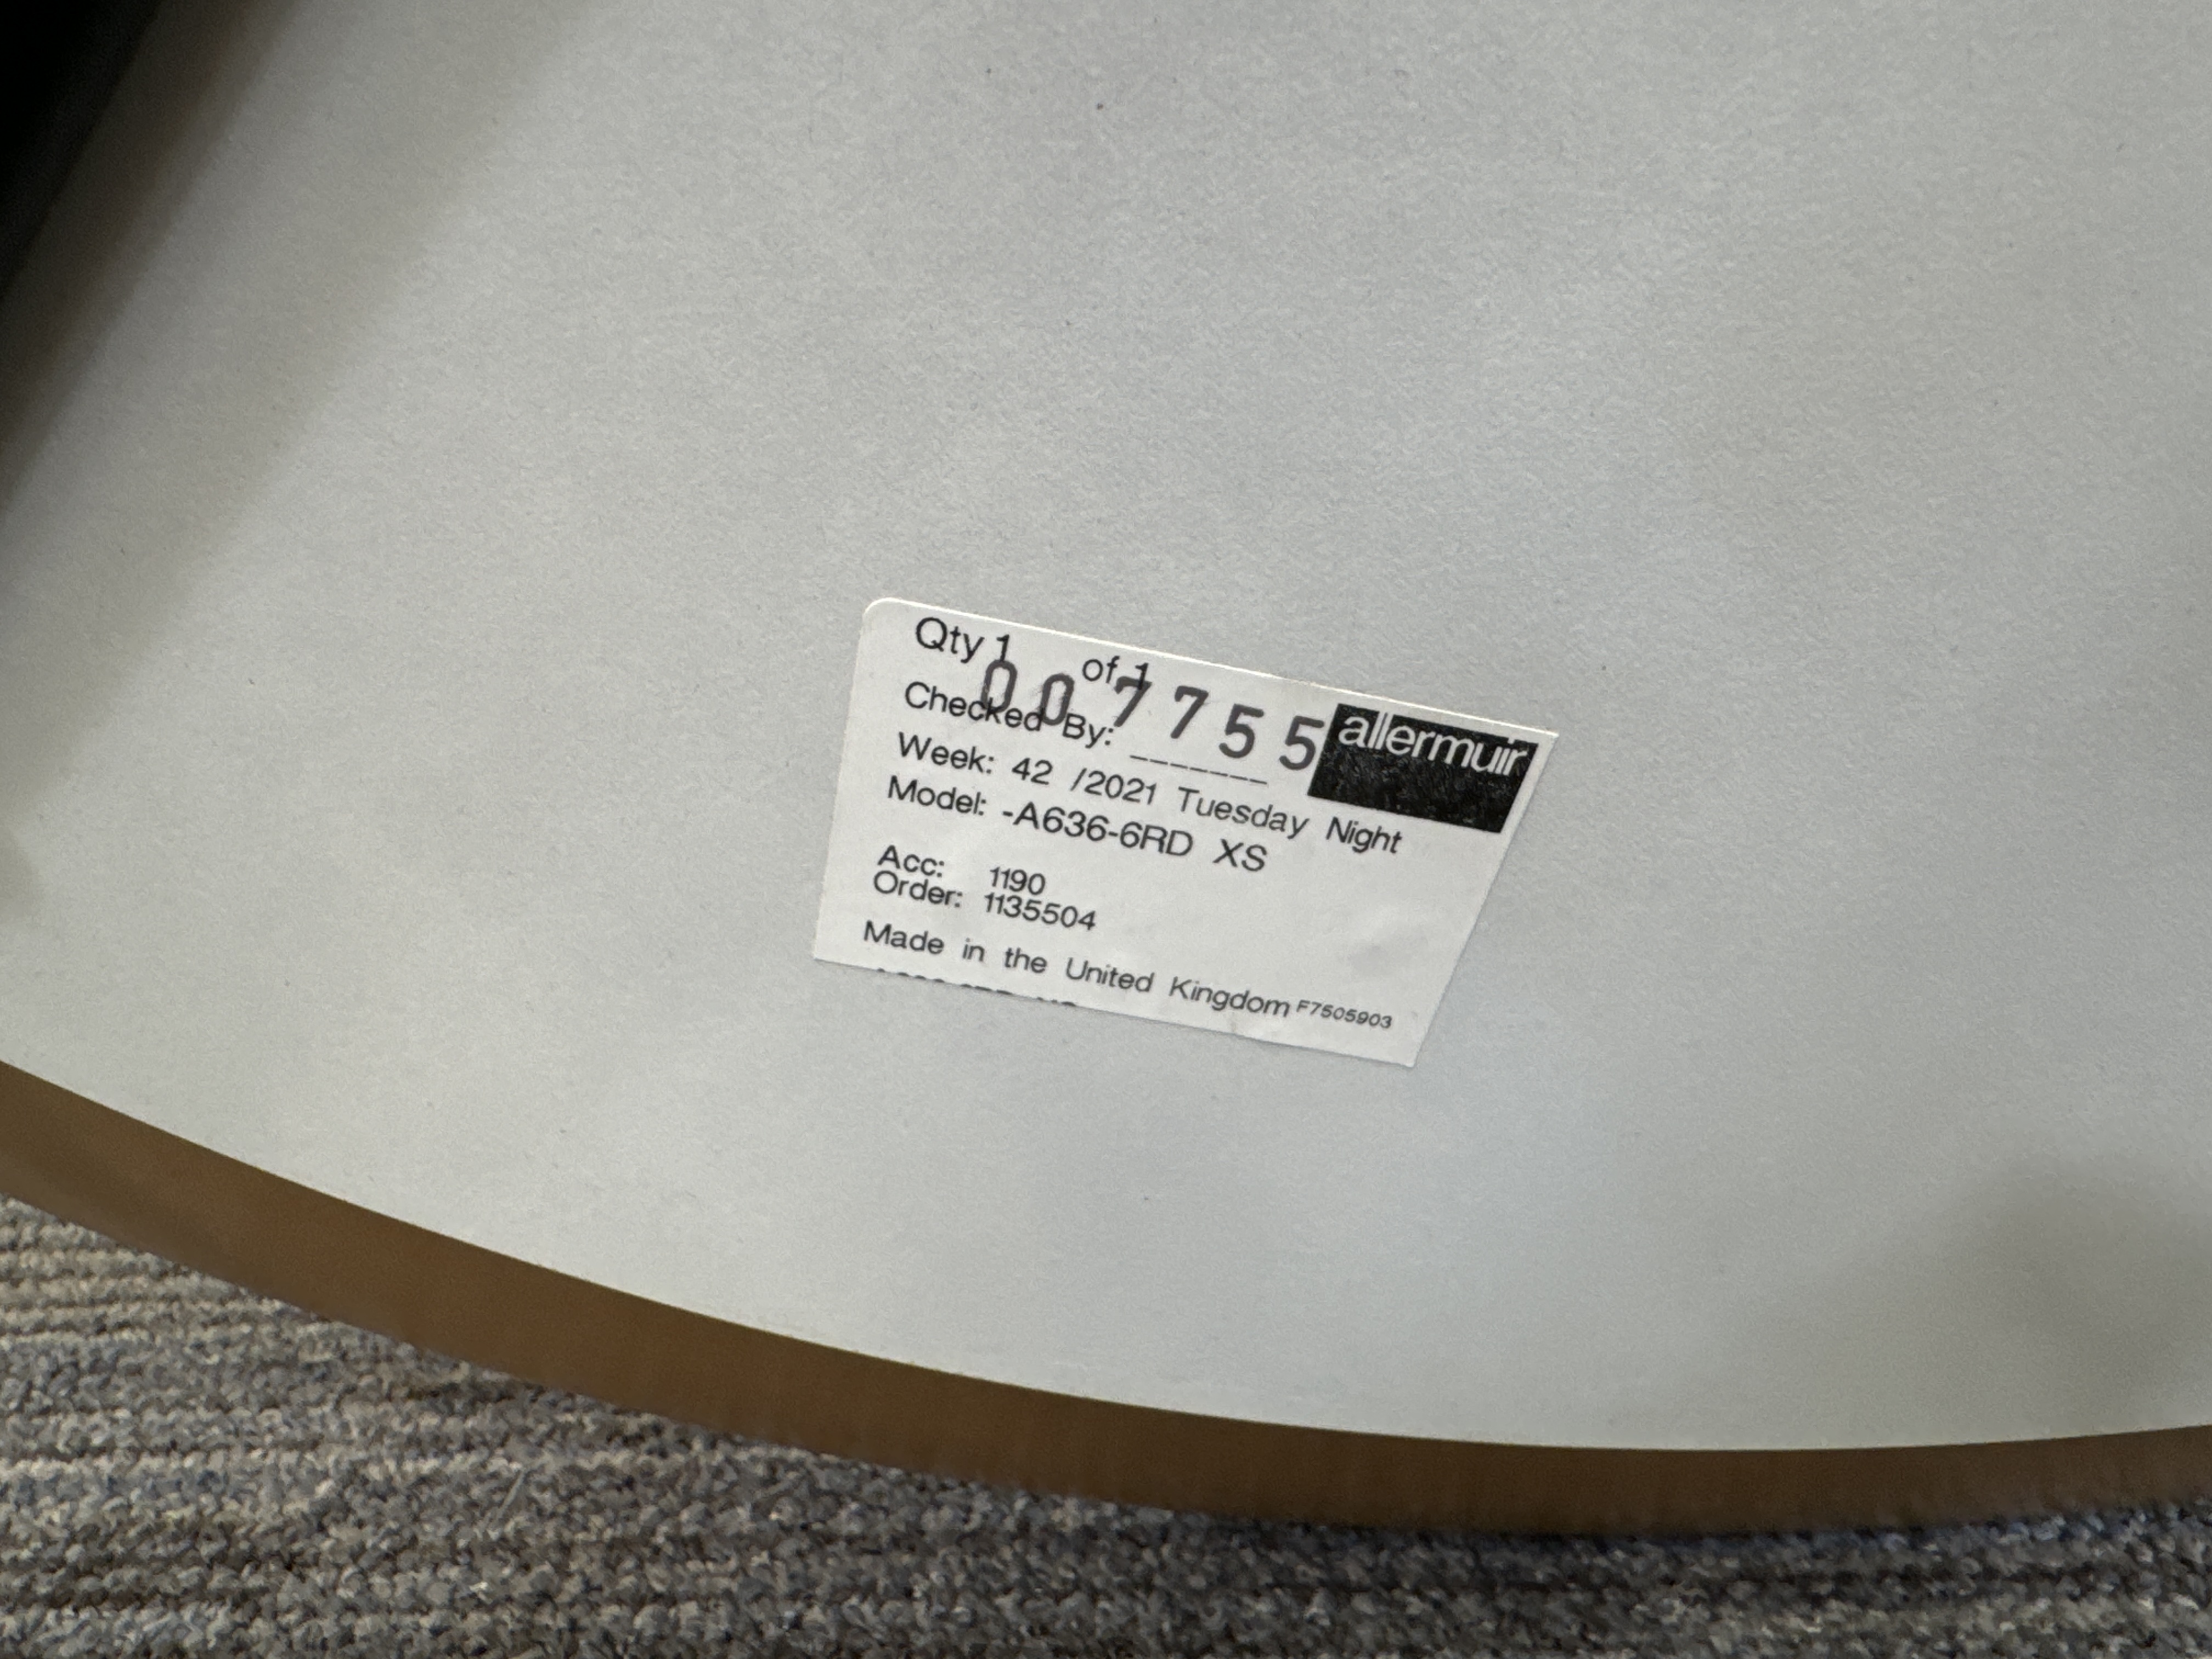 Qty 1 of 1
007755
allermuir
Checked By: _______
Week: 42 /2021 Tuesday Night
Model: -A636-6RD XS
Acc: 1190
Order: 1135504
Made in the United Kingdom F7505903